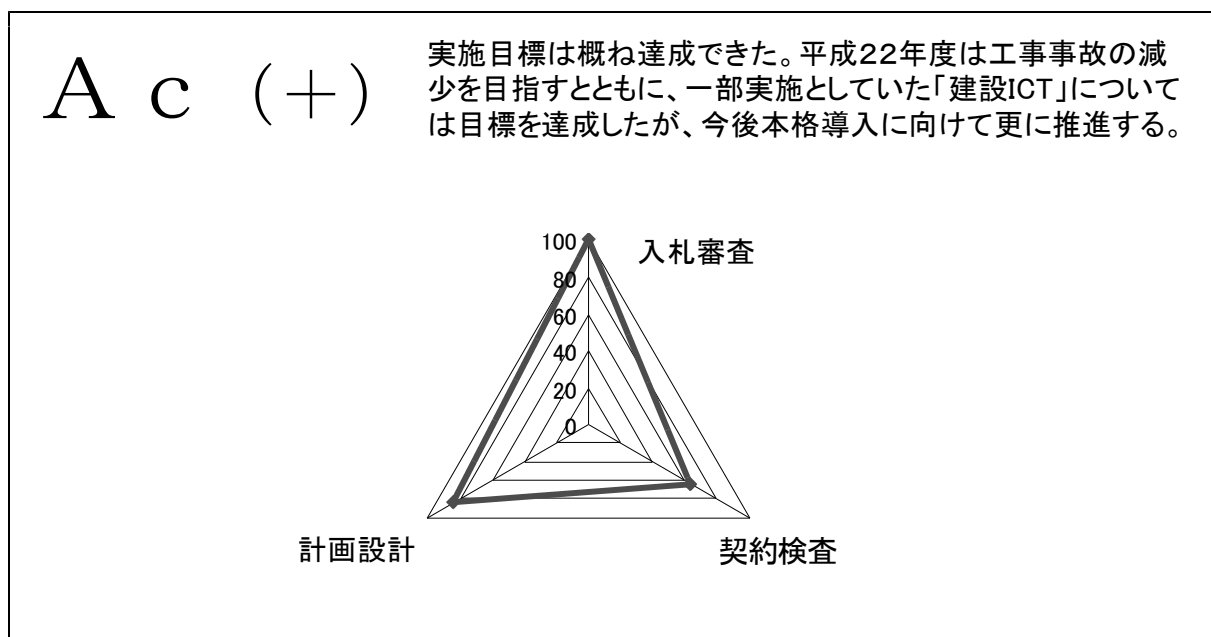 Ａｃ（＋）
実施目標は概ね達成できた。平成２２年度は工事事故の減
少を目指すとともに、一部実施としていた「建設ICT」について
は目標を達成したが、今後本格導入に向けて更に推進する。
100
入札審査
80
60
40
20
0
計画設計
契約検査